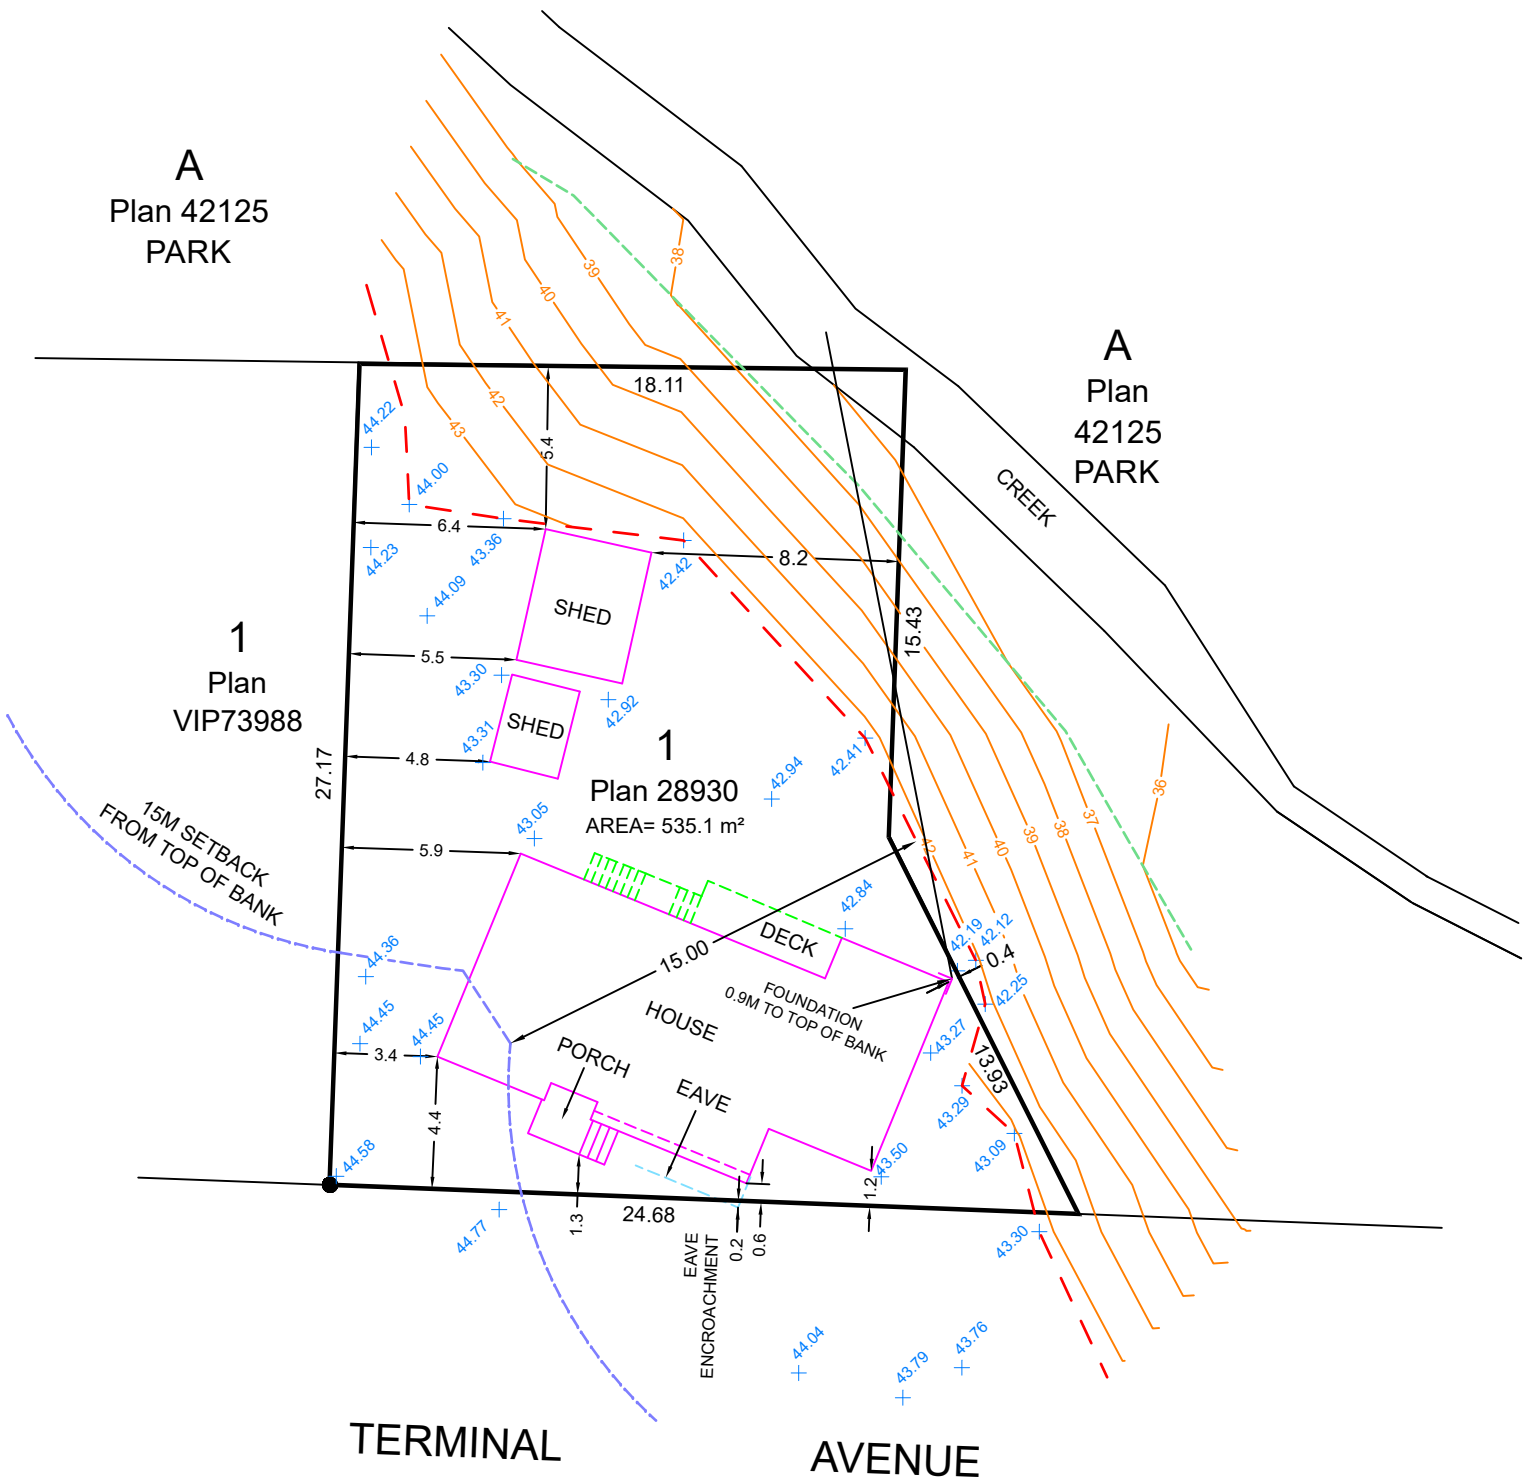 A
Plan 42125
PARK
38
39
40
41
42
43
A
Plan
42125
PARK
CREEK
18.11
44.22
5.4
44.00
6.4
43.36
8.2
42.42
44.23
44.09
SHED
15.43
1
Plan
VIP73988
5.5
43.30
42.92
SHED
43.31
4.8
27.17
1
Plan 28930
AREA= 535.1 m²
42.94
42.41
36
37
38
39
40
41
42
15M SETBACK
FROM TOP OF BANK
43.05
5.9
42.84
DECK
15.00
42.19
42.12
0.4
42.25
FOUNDATION
0.9M TO TOP OF BANK
HOUSE
44.36
44.45
44.45
3.4
43.27
13.93
PORCH
EAVE
4.4
43.29
43.09
44.58
43.50
1.2
1.3
24.68
44.77
0.2
0.6
EAVE
ENCROACHMENT
43.30
44.04
43.79
43.76
TERMINAL AVENUE